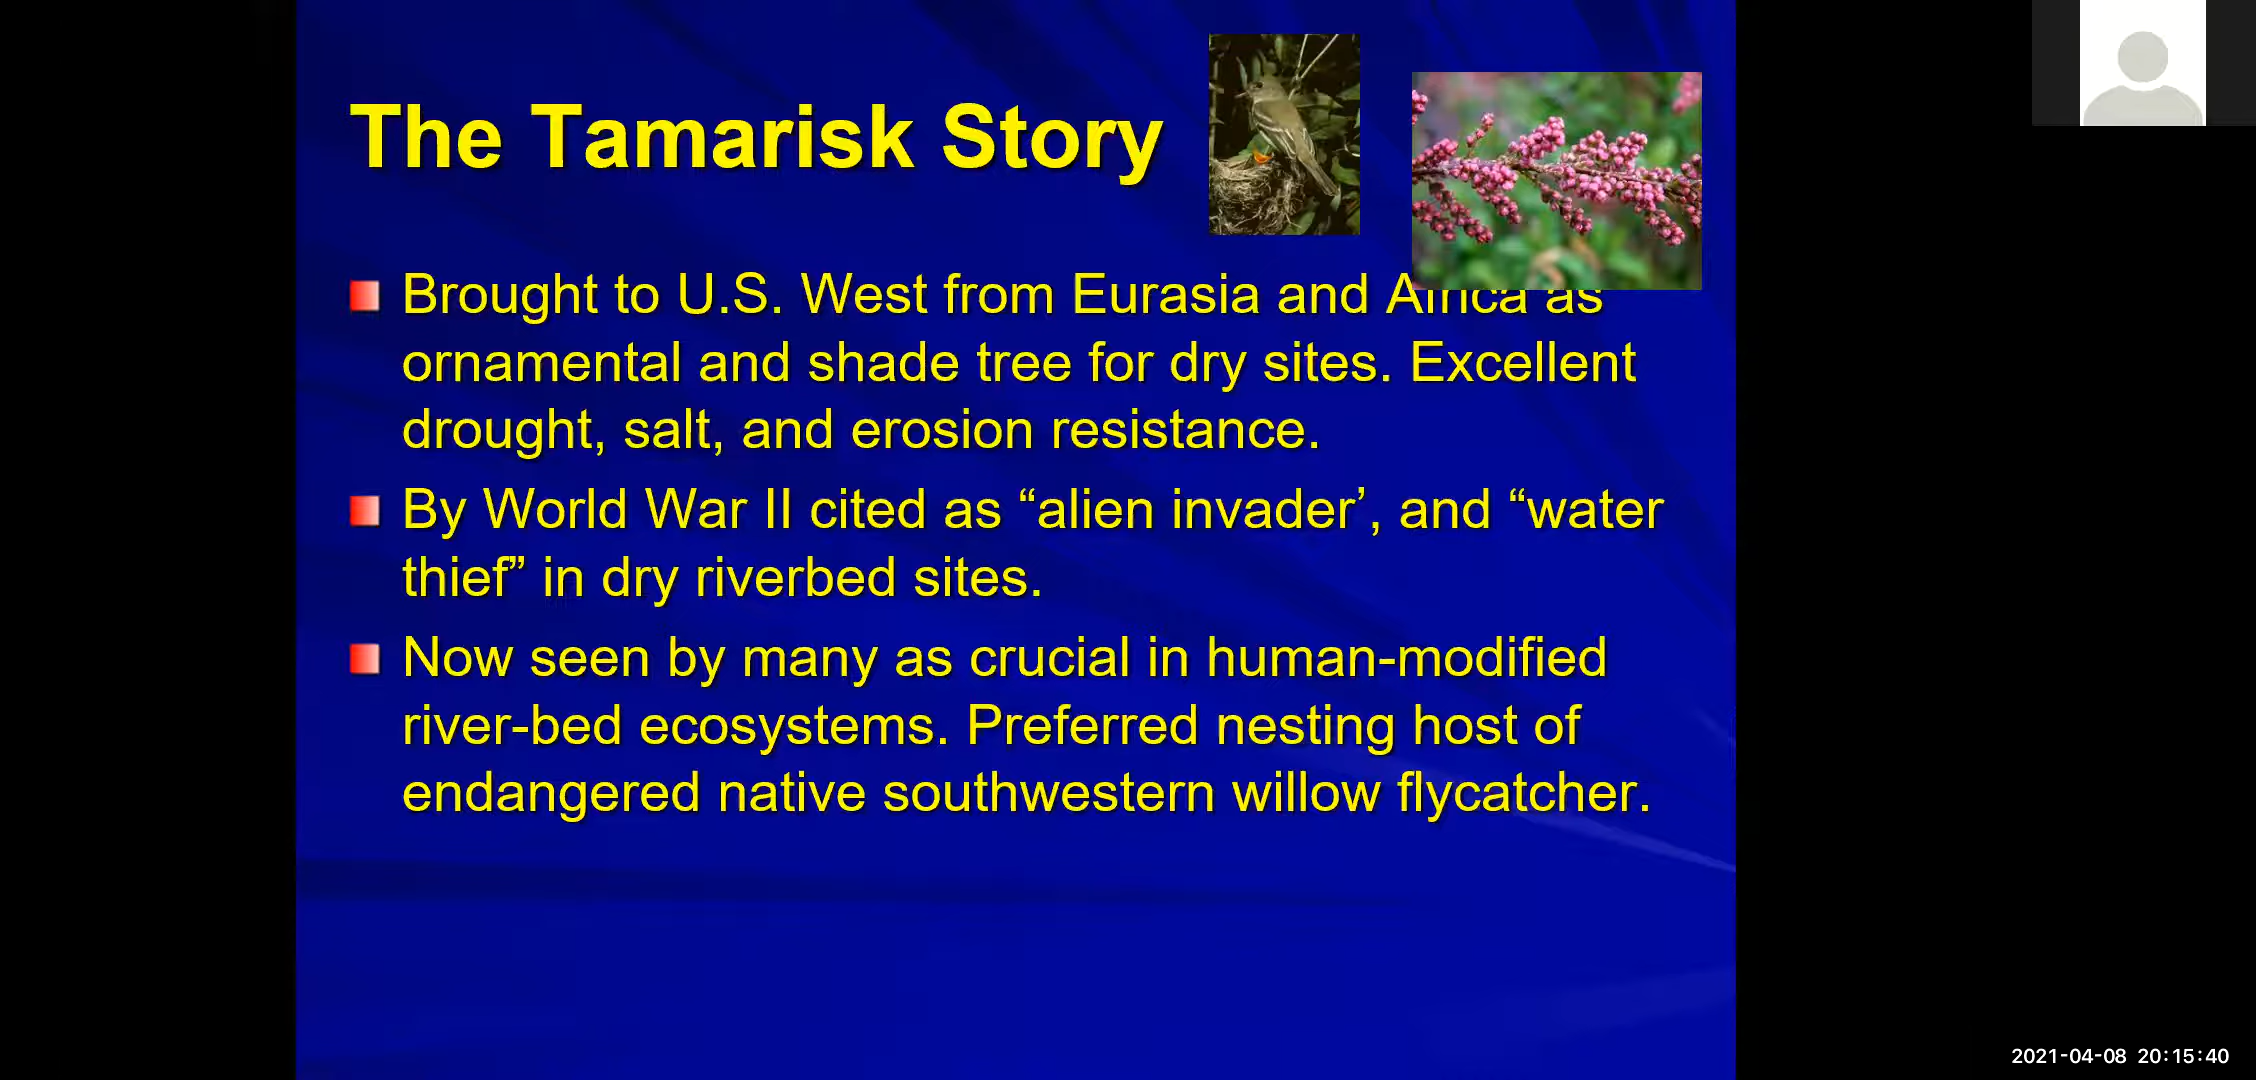 The Tamarisk Story
Brought to U.S. West from Eurasia and Africa as
ornamental and shade tree for dry sites. Excellent
drought, salt, and erosion resistance.
By World War II cited as “alien invader’, and “water
thief” in dry riverbed sites.
Now seen by many as crucial in human-modified
river-bed ecosystems. Preferred nesting host of
endangered native southwestern willow flycatcher.
2021-04-08 20:15:40